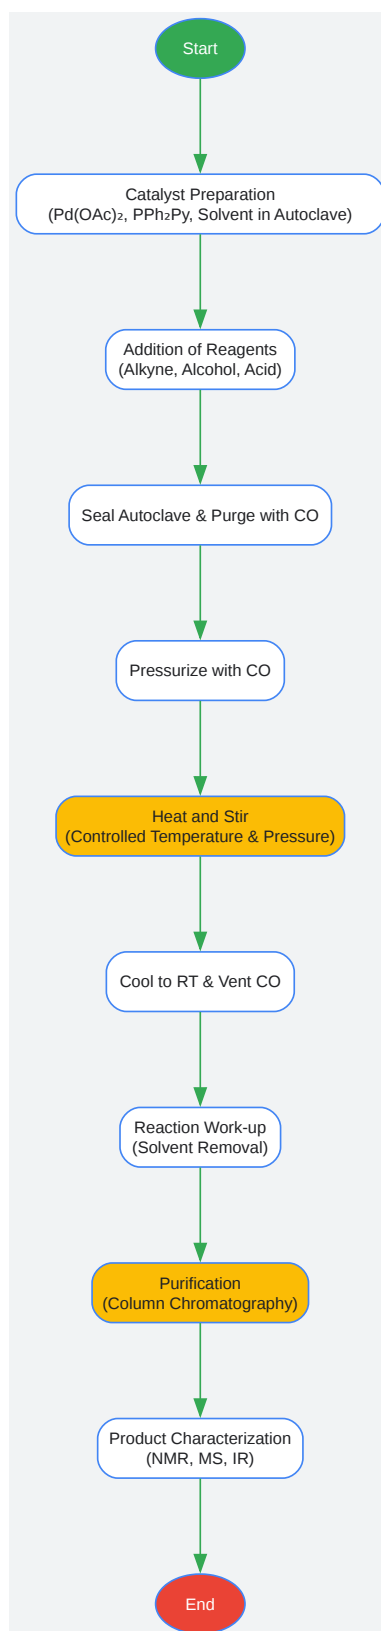 Start
Catalyst Preparation
(Pd(OAc)₂, PPh₂Py, Solvent in Autoclave)
Addition of Reagents
(Alkyne, Alcohol, Acid)
Seal Autoclave & Purge with CO
Pressurize with CO
Heat and Stir
(Controlled Temperature & Pressure)
Cool to RT & Vent CO
Reaction Work-up
(Solvent Removal)
Purification
(Column Chromatography)
Product Characterization
(NMR, MS, IR)
End